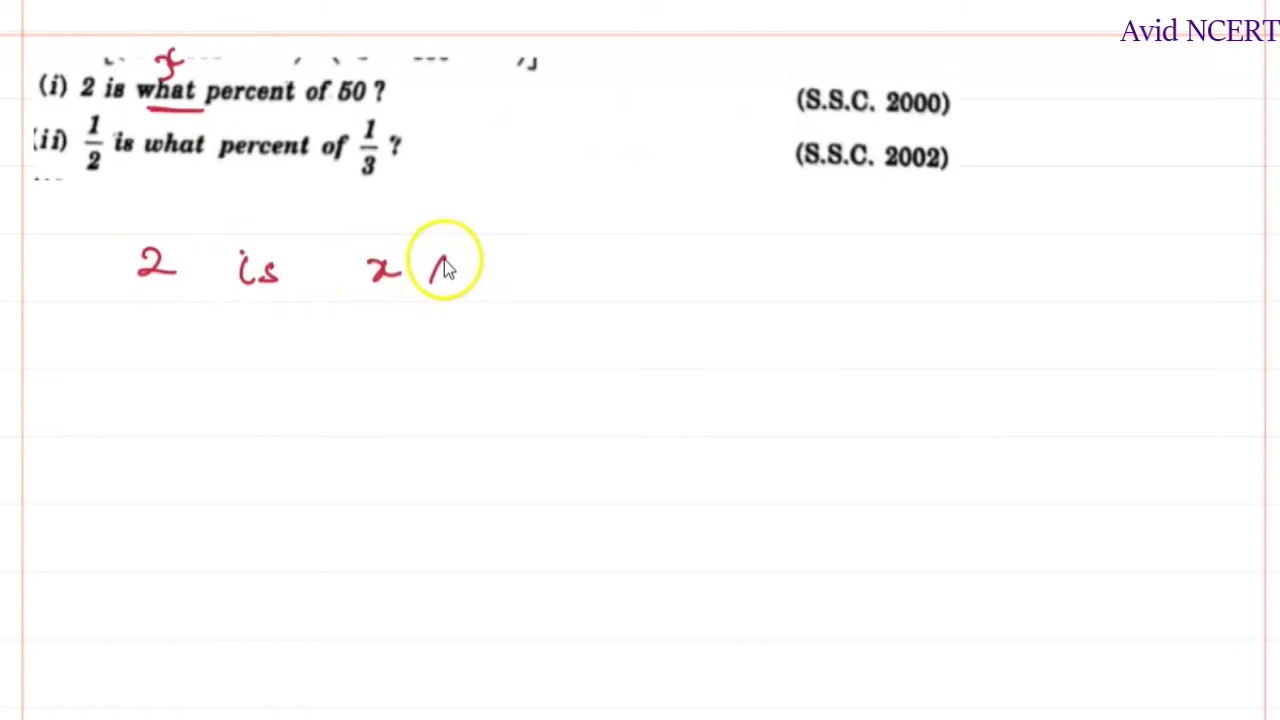 Avid NCERT
x
(i) 2 is what percent of 50 ? (S.S.C. 2000)
(ii) 1/2 is what percent of 1/3 ? (S.S.C. 2002)
2 is x